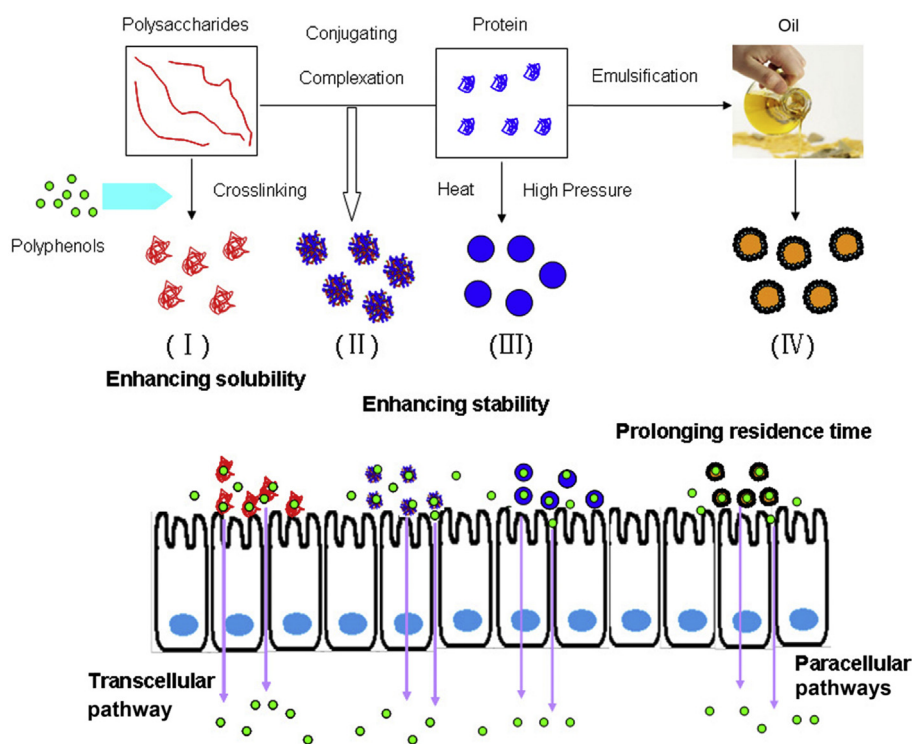 Polysaccharides
Conjugating
Protein
Oil
Complexation
Emulsification
Crosslinking
Heat
High Pressure
Polyphenols
( I )
(II)
(III)
(IV)
Enhancing solubility
Enhancing stability
Prolonging residence time
Transcellular
pathway
Paracellular
pathways